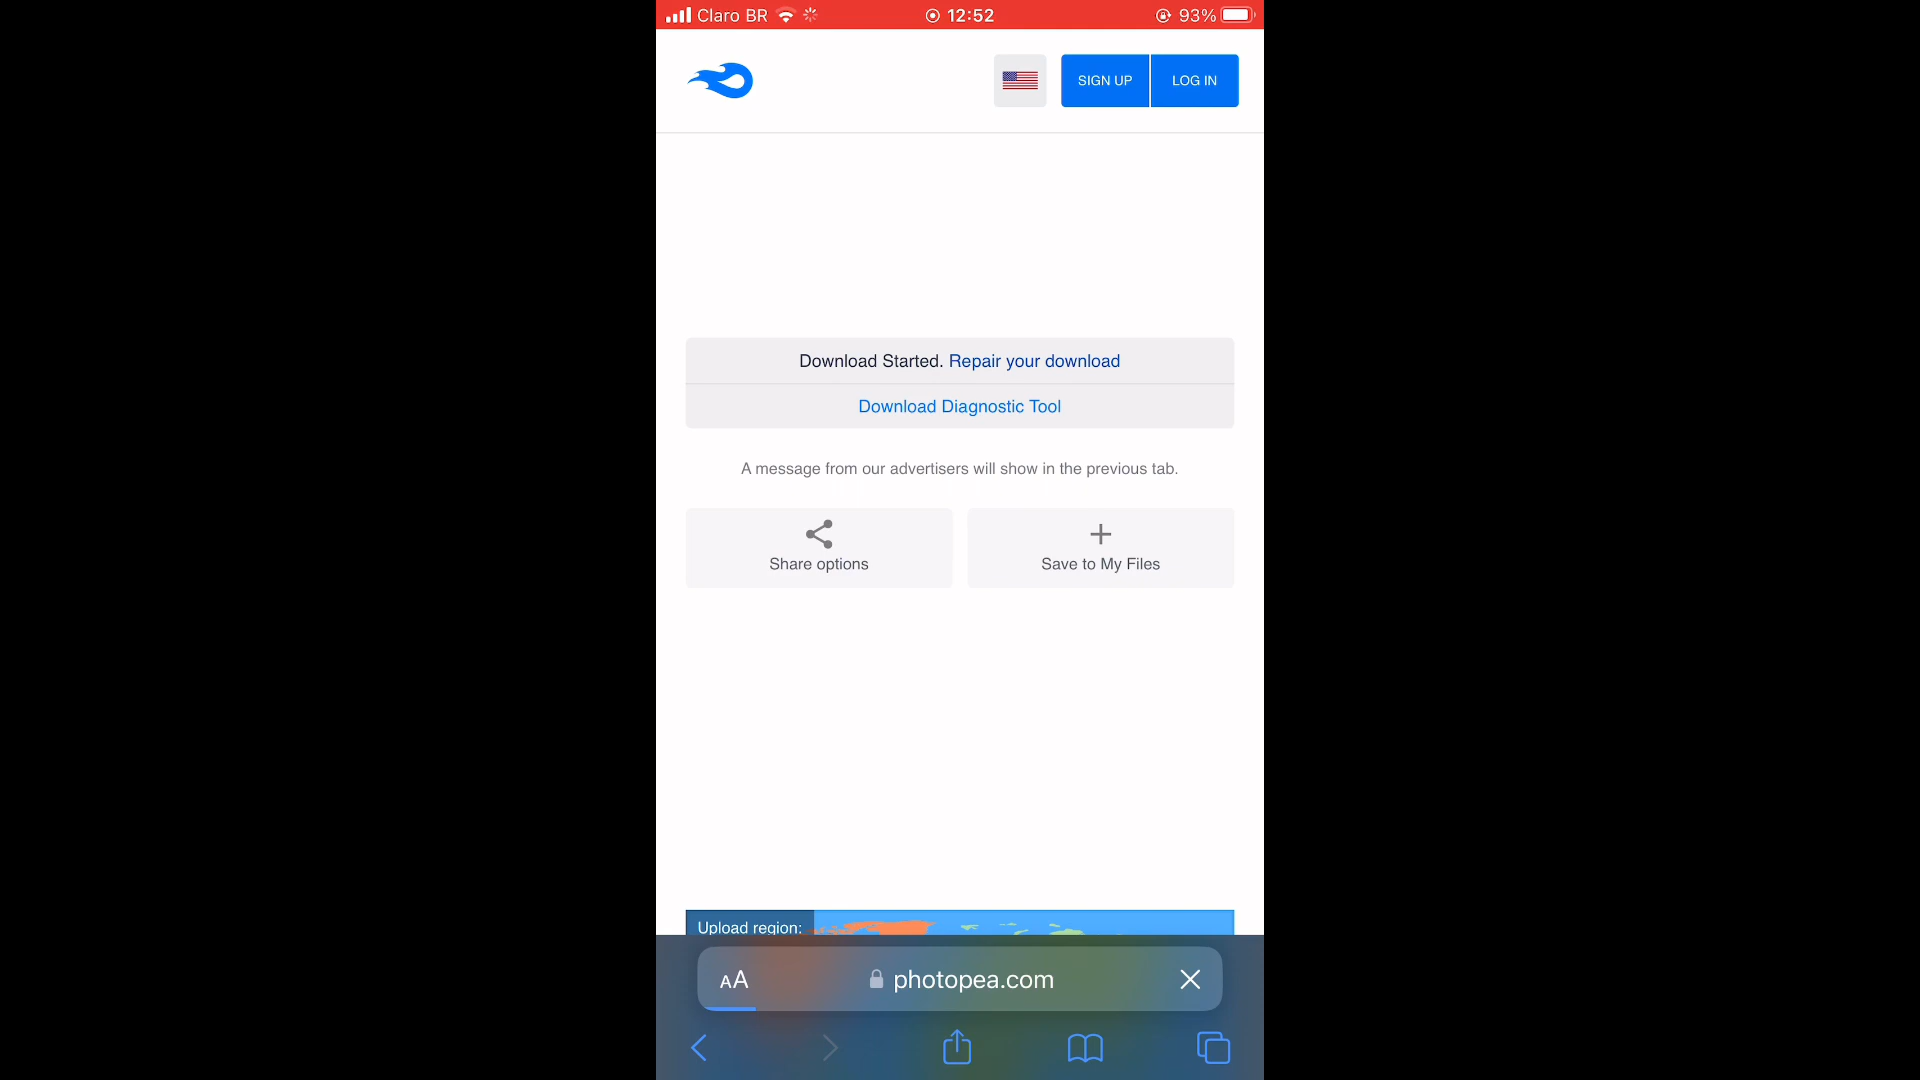 Claro BR
12:52
93%
SIGN UP
LOG IN
Download Started. Repair your download
Download Diagnostic Tool
A message from our advertisers will show in the previous tab.
Share options
Save to My Files
Upload region:
AA
photopea.com